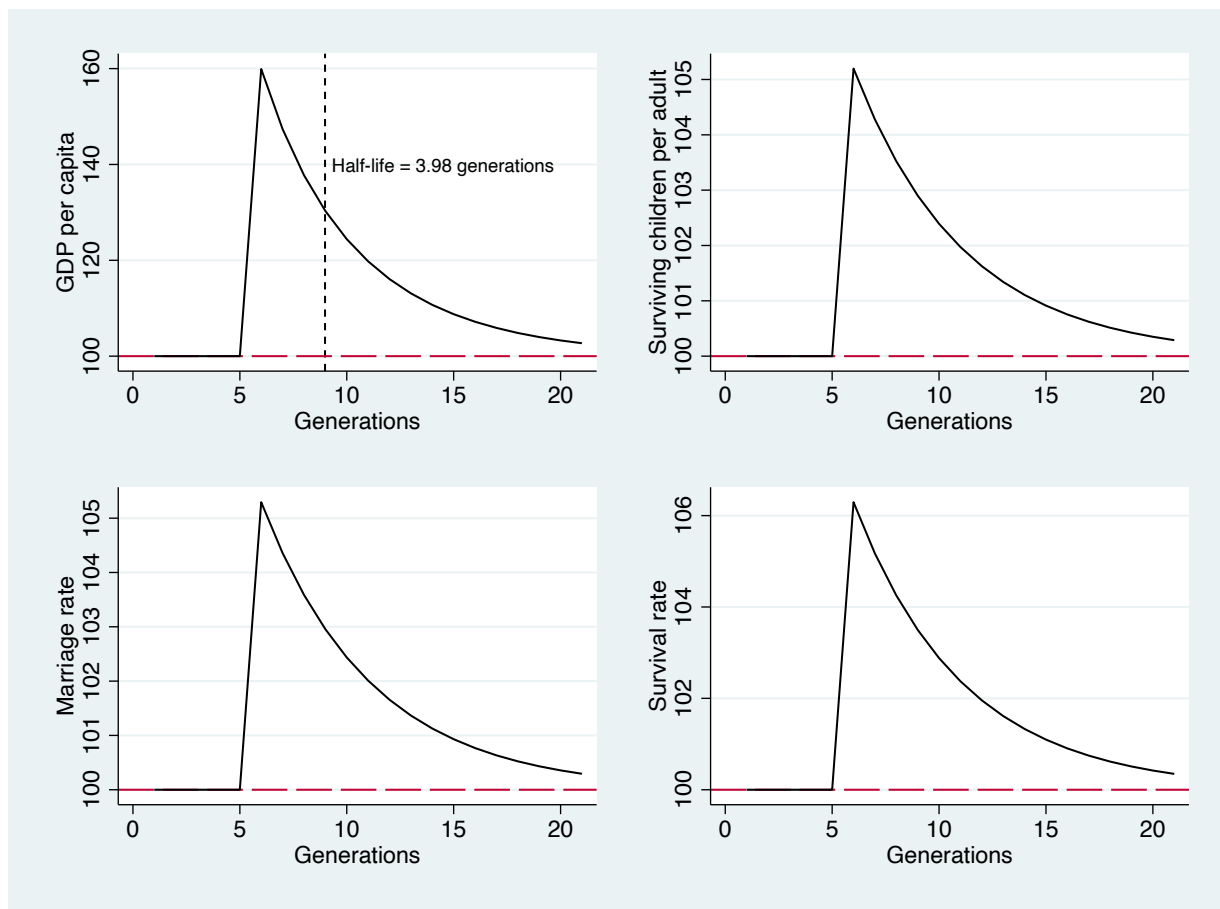 GDP per capita
100 120 140 160
Half-life = 3.98 generations
0 5 10 15 20
Generations
Surviving children per adult
100 101 102 103 104 105
0 5 10 15 20
Generations
Marriage rate
100 101 102 103 104 105
0 5 10 15 20
Generations
Survival rate
100 102 104 106
0 5 10 15 20
Generations